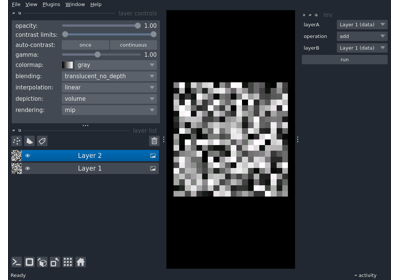 File View Plugins Window Help
layer controls
opacity: 1.00
contrast limits:
auto-contrast: once continuous
gamma: 1.00
colormap: gray
blending: translucent_no_depth
interpolation: linear
depiction: volume
rendering: mip
layer list
Layer 2
Layer 1
layerA Layer 1 (data)
operation add
layerB Layer 1 (data)
run
activity